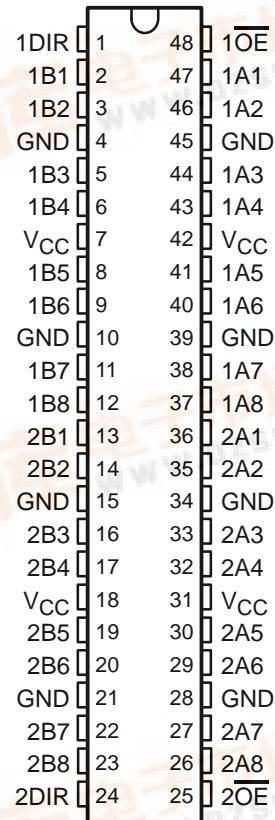 1DIR 1 48 1OE
1B1 2 47 1A1
1B2 3 46 1A2
GND 4 45 GND
1B3 5 44 1A3
1B4 6 43 1A4
VCC 7 42 VCC
1B5 8 41 1A5
1B6 9 40 1A6
GND 10 39 GND
1B7 11 38 1A7
1B8 12 37 1A8
2B1 13 36 2A1
2B2 14 35 2A2
GND 15 34 GND
2B3 16 33 2A3
2B4 17 32 2A4
VCC 18 31 VCC
2B5 19 30 2A5
2B6 20 29 2A6
GND 21 28 GND
2B7 22 27 2A7
2B8 23 26 2A8
2DIR 24 25 2OE